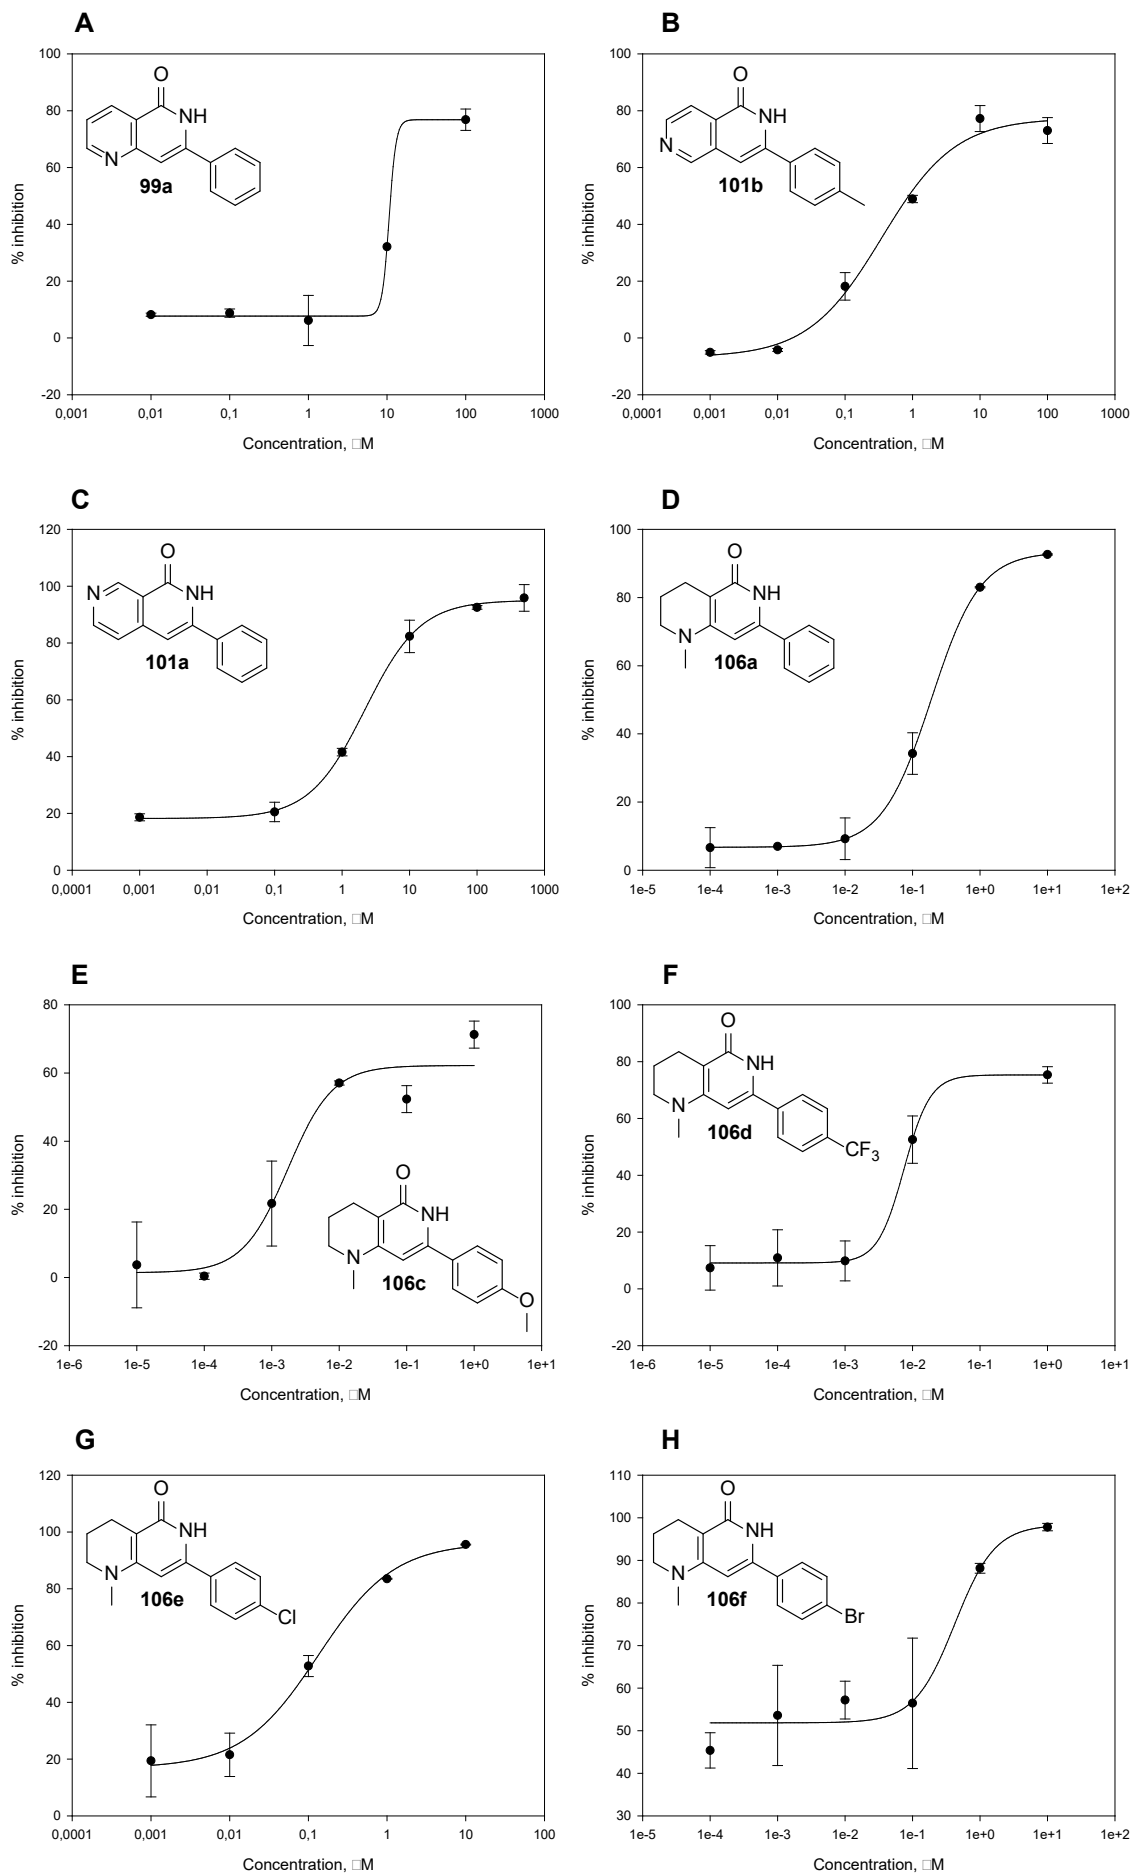 A
100
80
60
40
20
0
-20
% inhibition
O
NH
N
99a
0,001 0,01 0,1 1 10 100 1000
Concentration, □M
B
100
80
60
40
20
0
-20
% inhibition
O
NH
N
101b
0,0001 0,001 0,01 0,1 1 10 100 1000
Concentration, □M
C
120
100
80
60
40
20
0
% inhibition
O
N
NH
101a
0,0001 0,001 0,01 0,1 1 10 100 1000
Concentration, □M
D
100
80
60
40
20
0
% inhibition
O
NH
N
106a
1e-5 1e-4 1e-3 1e-2 1e-1 1e+0 1e+1 1e+2
Concentration, □M
E
80
60
40
20
0
-20
% inhibition
O
NH
N
106c
O
1e-6 1e-5 1e-4 1e-3 1e-2 1e-1 1e+0 1e+1
Concentration, □M
F
100
80
60
40
20
0
-20
% inhibition
O
NH
N
106d
CF3
1e-6 1e-5 1e-4 1e-3 1e-2 1e-1 1e+0 1e+1
Concentration, □M
G
120
100
80
60
40
20
0
% inhibition
O
NH
N
106e
Cl
0,0001 0,001 0,01 0,1 1 10 100
Concentration, □M
H
110
100
90
80
70
60
50
40
30
% inhibition
O
NH
N
106f
Br
1e-5 1e-4 1e-3 1e-2 1e-1 1e+0 1e+1 1e+2
Concentration, □M